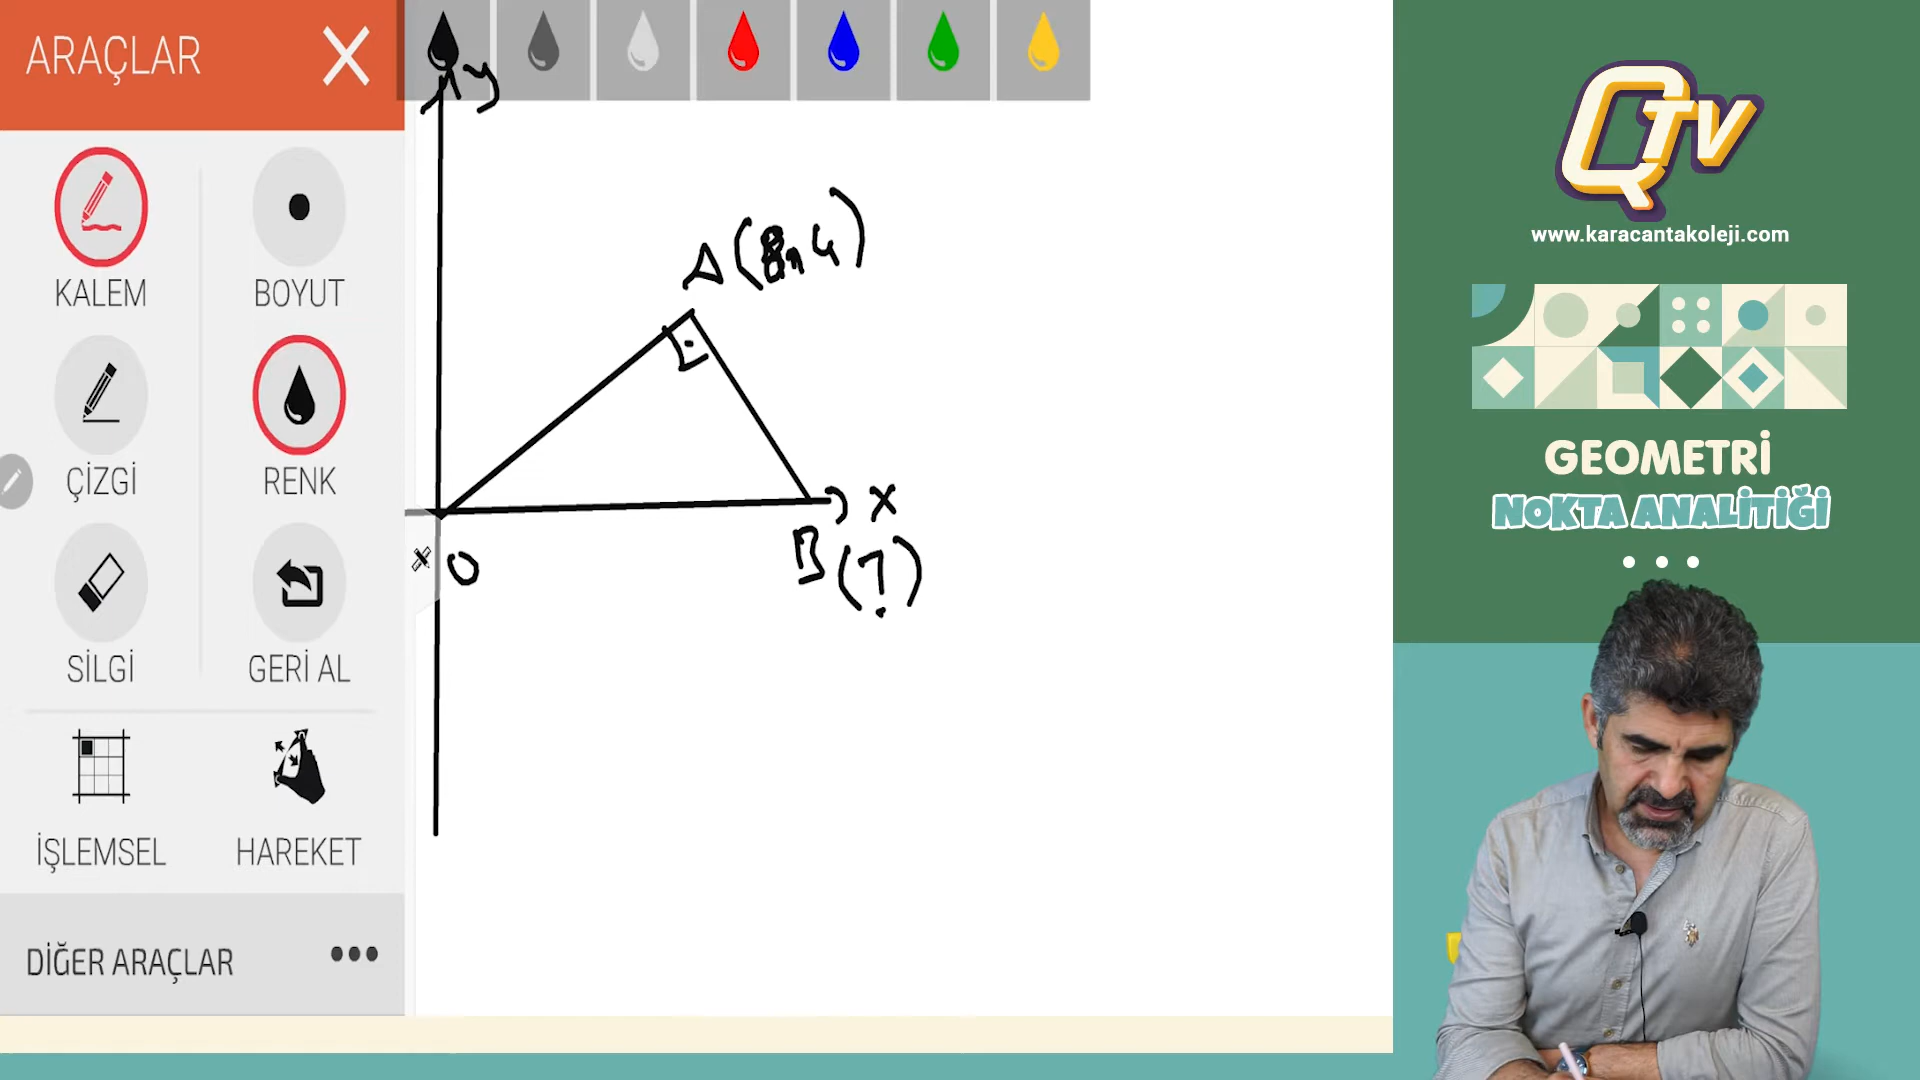 ARAÇLAR
KALEM
BOYUT
ÇİZGİ
RENK
SİLGİ
GERİ AL
İŞLEMSEL
HAREKET
DİĞER ARAÇLAR
y
A(8,4)
x
O
B
(?)
QTV
www.karacantakoleji.com
GEOMETRİ
NOKTA ANALİTİĞİ